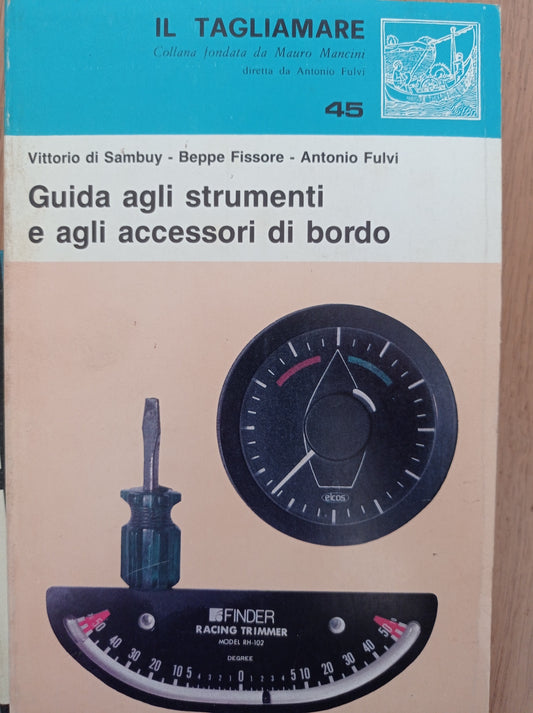 IL TAGLIAMARE
Collana fondata da Mauro Mancini
diretta da Antonio Fulvi
45
Vittorio di Sambuy - Beppe Fissore - Antonio Fulvi
Guida agli strumenti
e agli accessori di bordo
elcos
FINDER
RACING TRIMMER
MODEL RH-102
DEGREE
50 40 30 20 10 5 0 5 10 20 30 40 50